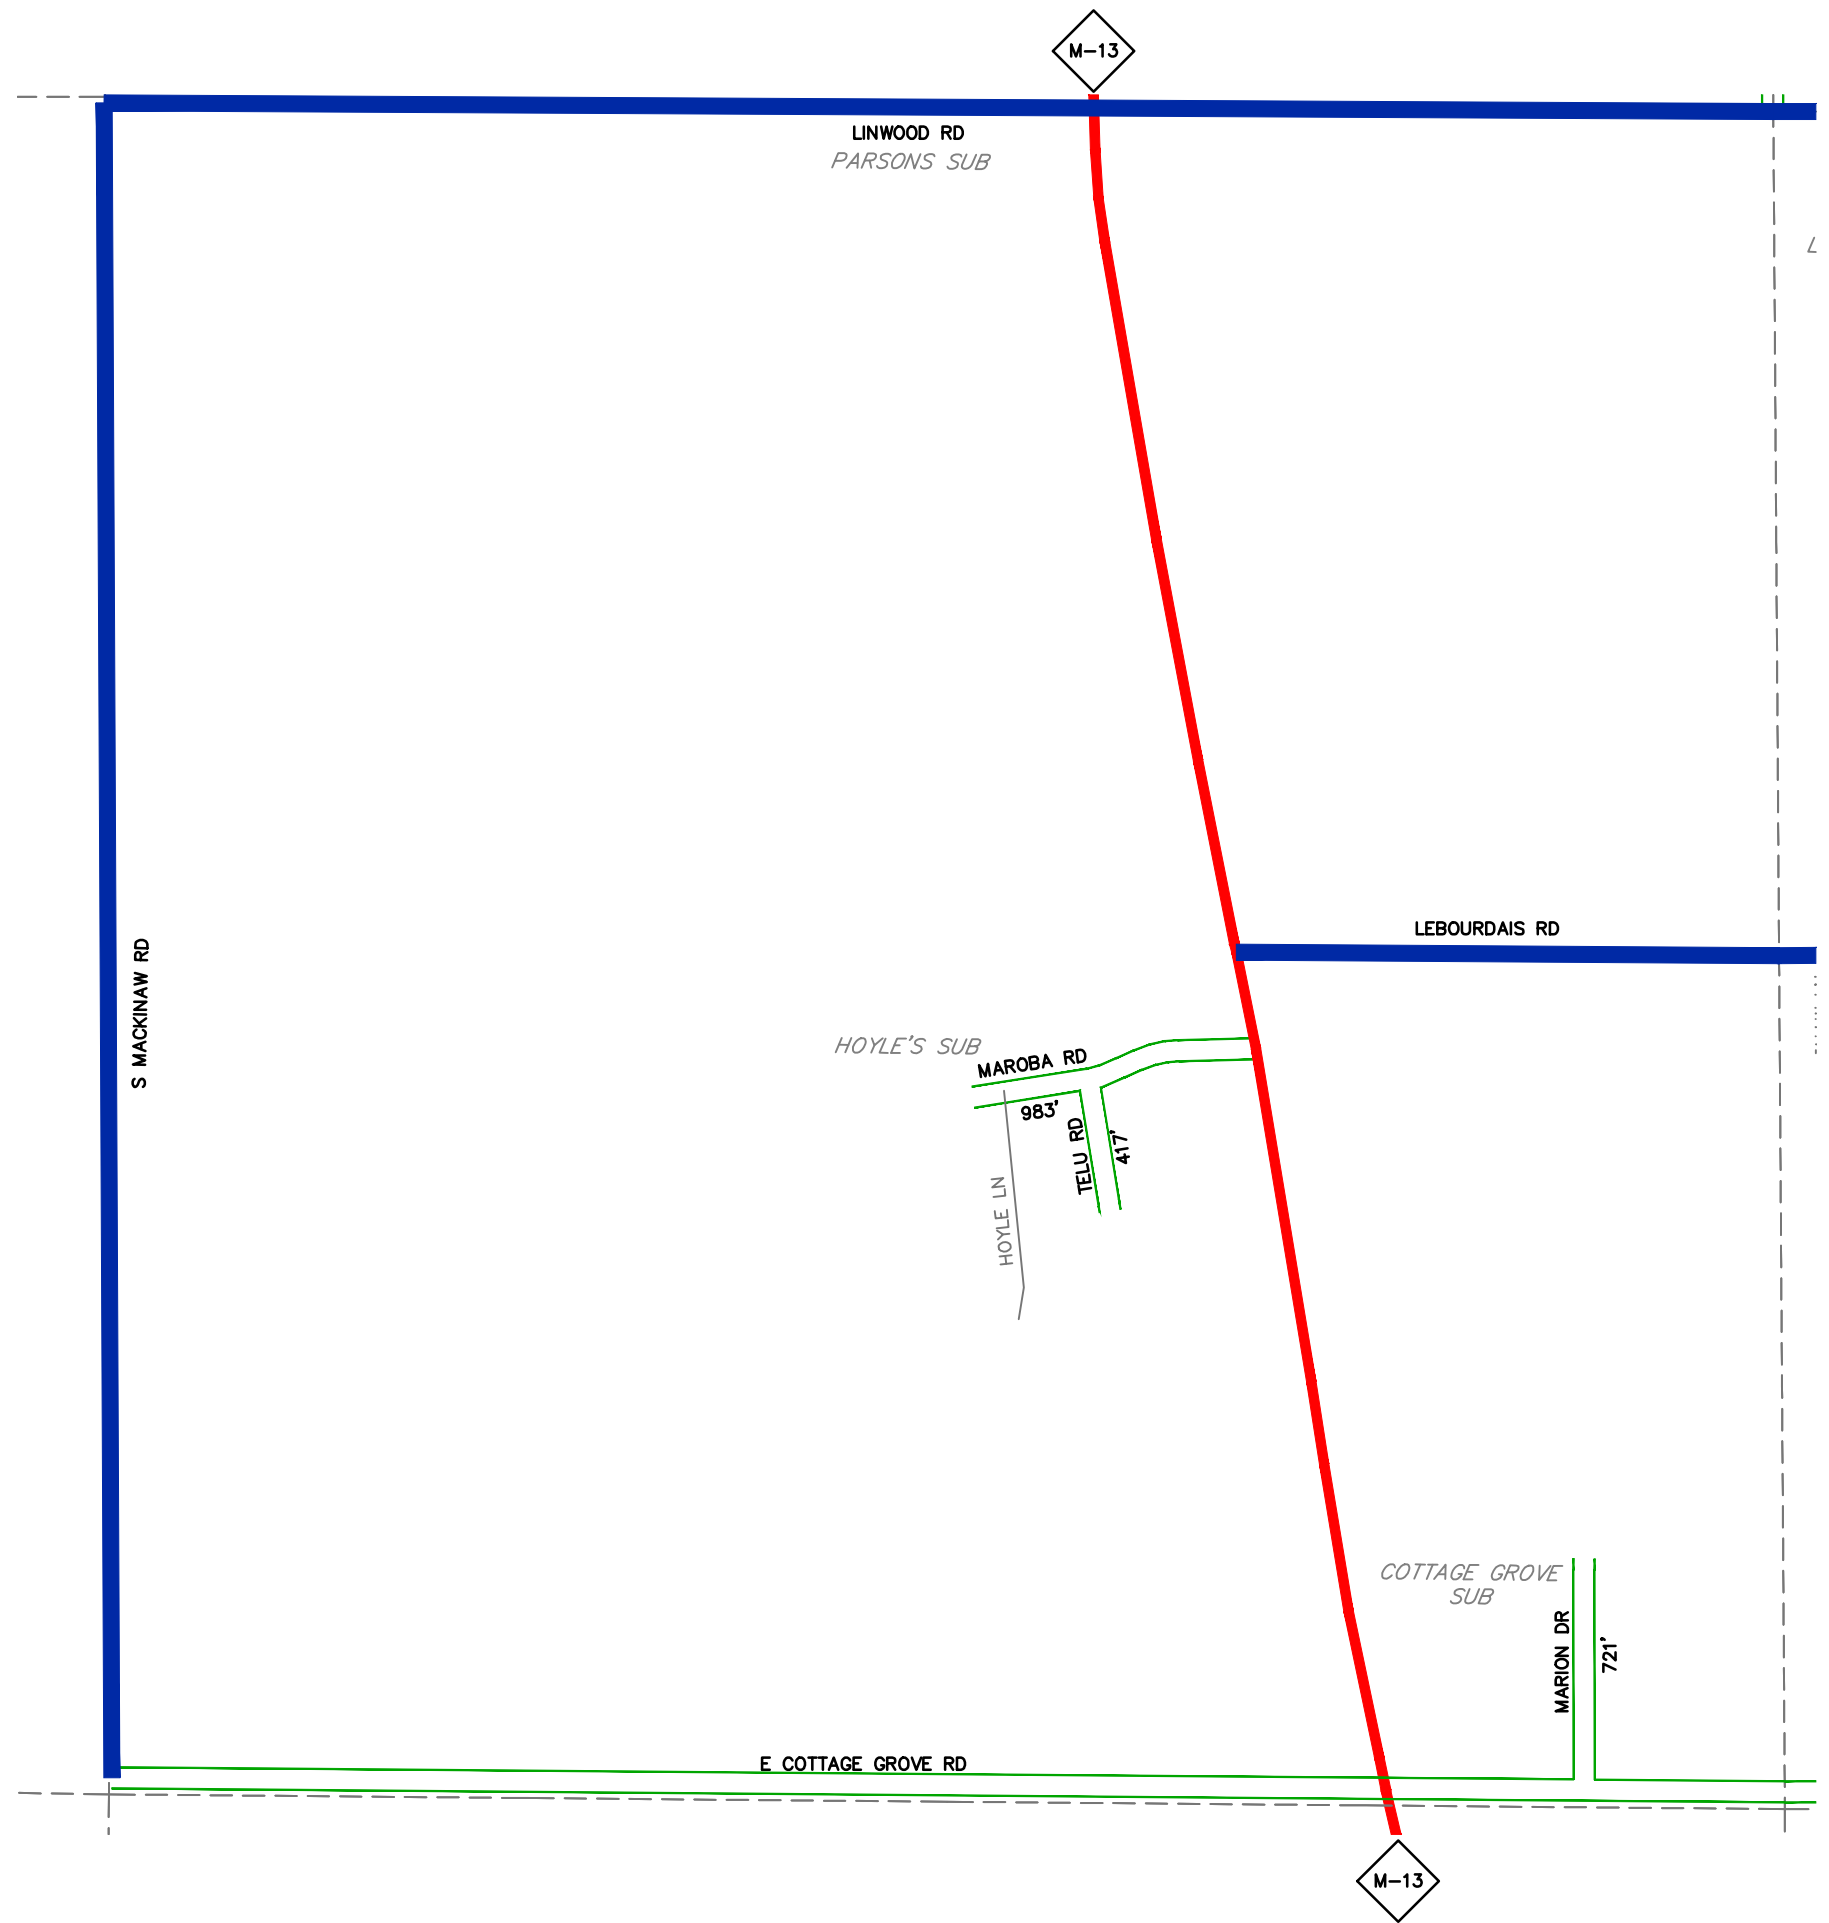 M-13
LINWOOD RD
PARSONS SUB
L
LEBOURDAIS RD
S MACKINAW RD
HOYLE'S SUB
MAROBA RD
983'
TELU RD
417'
HOYLE LN
COTTAGE GROVE
SUB
MARION DR
721'
E COTTAGE GROVE RD
M-13